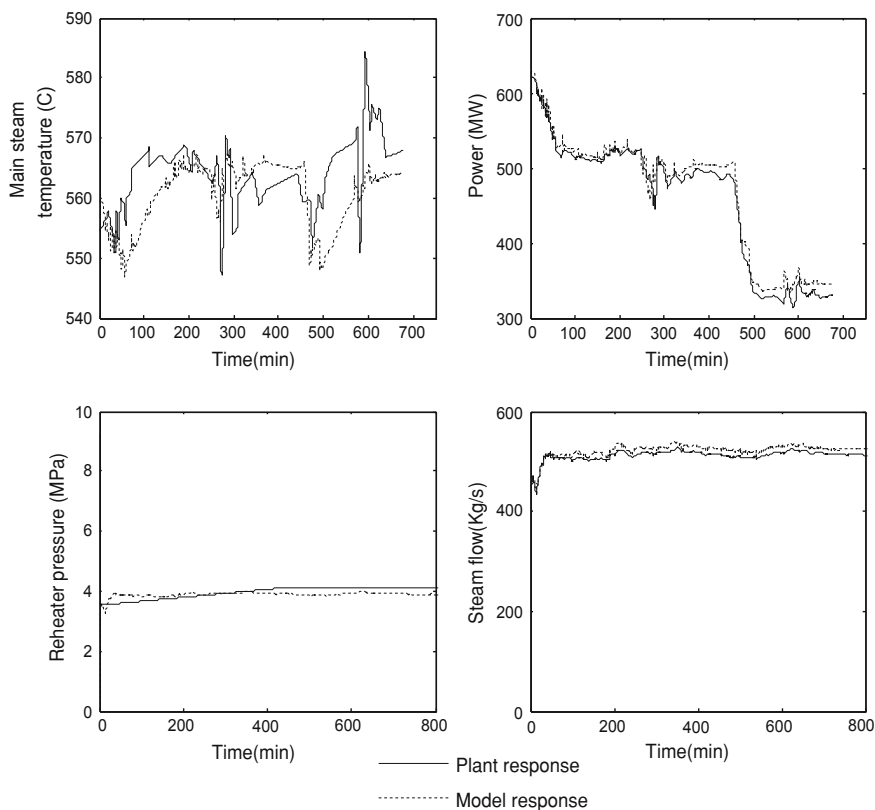 590
580
570
560
550
540
Main steam
temperature (C)
0 100 200 300 400 500 600 700
Time(min)
700
600
500
400
300
Power (MW)
0 100 200 300 400 500 600 700
Time(min)
10
8
6
4
2
0
Reheater pressure (MPa)
0 200 400 600 800
Time(min)
600
400
200
0
Steam flow(Kg/s)
0 200 400 600 800
Time(min)
Plant response
Model response